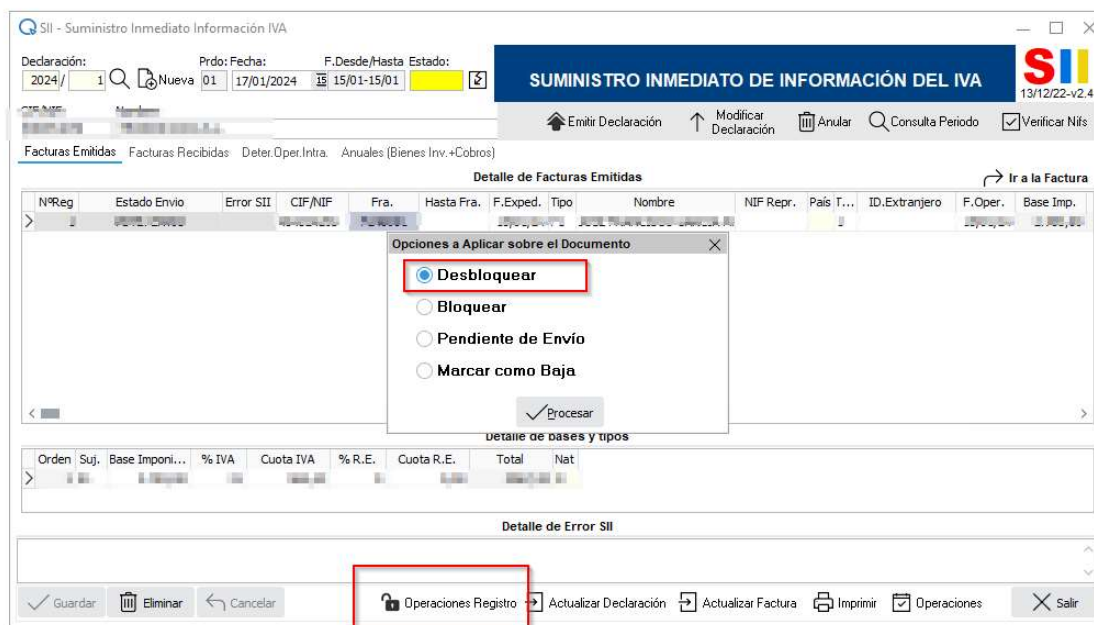 SII - Suministro Inmediato Información IVA
Declaración: Prdo: Fecha: F.Desde/Hasta Estado:
2024 / 1 Nueva 01 17/01/2024 15 15/01-15/01
SUMINISTRO INMEDIATO DE INFORMACIÓN DEL IVA
SII
13/12/22-v2.4
CIF/NIF: Nombre:
Emitir Declaración Modificar Declaración Anular Consulta Periodo Verificar Nifs
Facturas Emitidas Facturas Recibidas Deter.Oper.Intra. Anuales (Bienes Inv.+Cobros)
Detalle de Facturas Emitidas Ir a la Factura
NºReg Estado Envio Error SII CIF/NIF Fra. Hasta Fra. F.Exped. Tipo Nombre NIF Repr. País T... ID.Extranjero F.Oper. Base Imp.
Opciones a Aplicar sobre el Documento
Desbloquear
Bloquear
Pendiente de Envío
Marcar como Baja
Procesar
Detalle de bases y tipos
Orden Suj. Base Imponi... % IVA Cuota IVA % R.E. Cuota R.E. Total Nat
Detalle de Error SII
Guardar Eliminar Cancelar Operaciones Registro Actualizar Declaración Actualizar Factura Imprimir Operaciones Salir